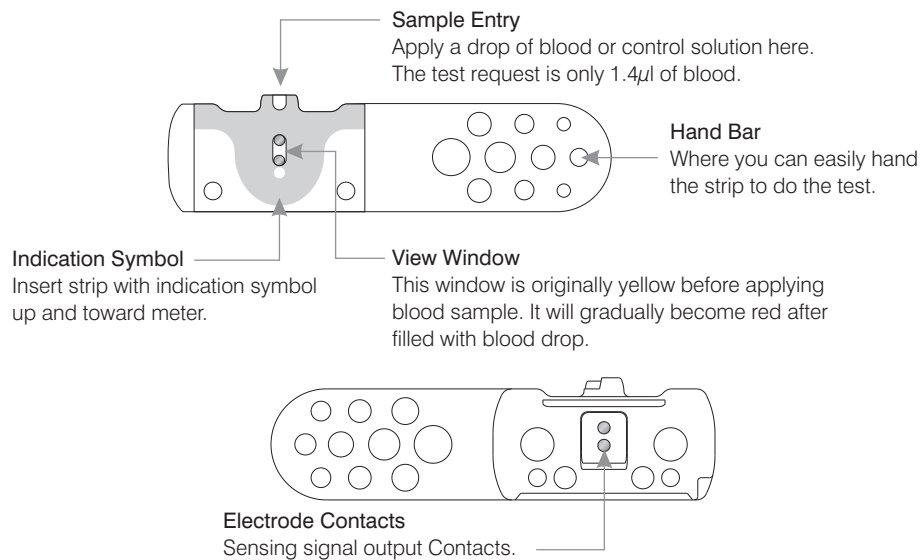 Sample Entry
Apply a drop of blood or control solution here.
The test request is only 1.4µl of blood.
Hand Bar
Where you can easily hand
the strip to do the test.
Indication Symbol
Insert strip with indication symbol
up and toward meter.
View Window
This window is originally yellow before applying
blood sample. It will gradually become red after
filled with blood drop.
Electrode Contacts
Sensing signal output Contacts.